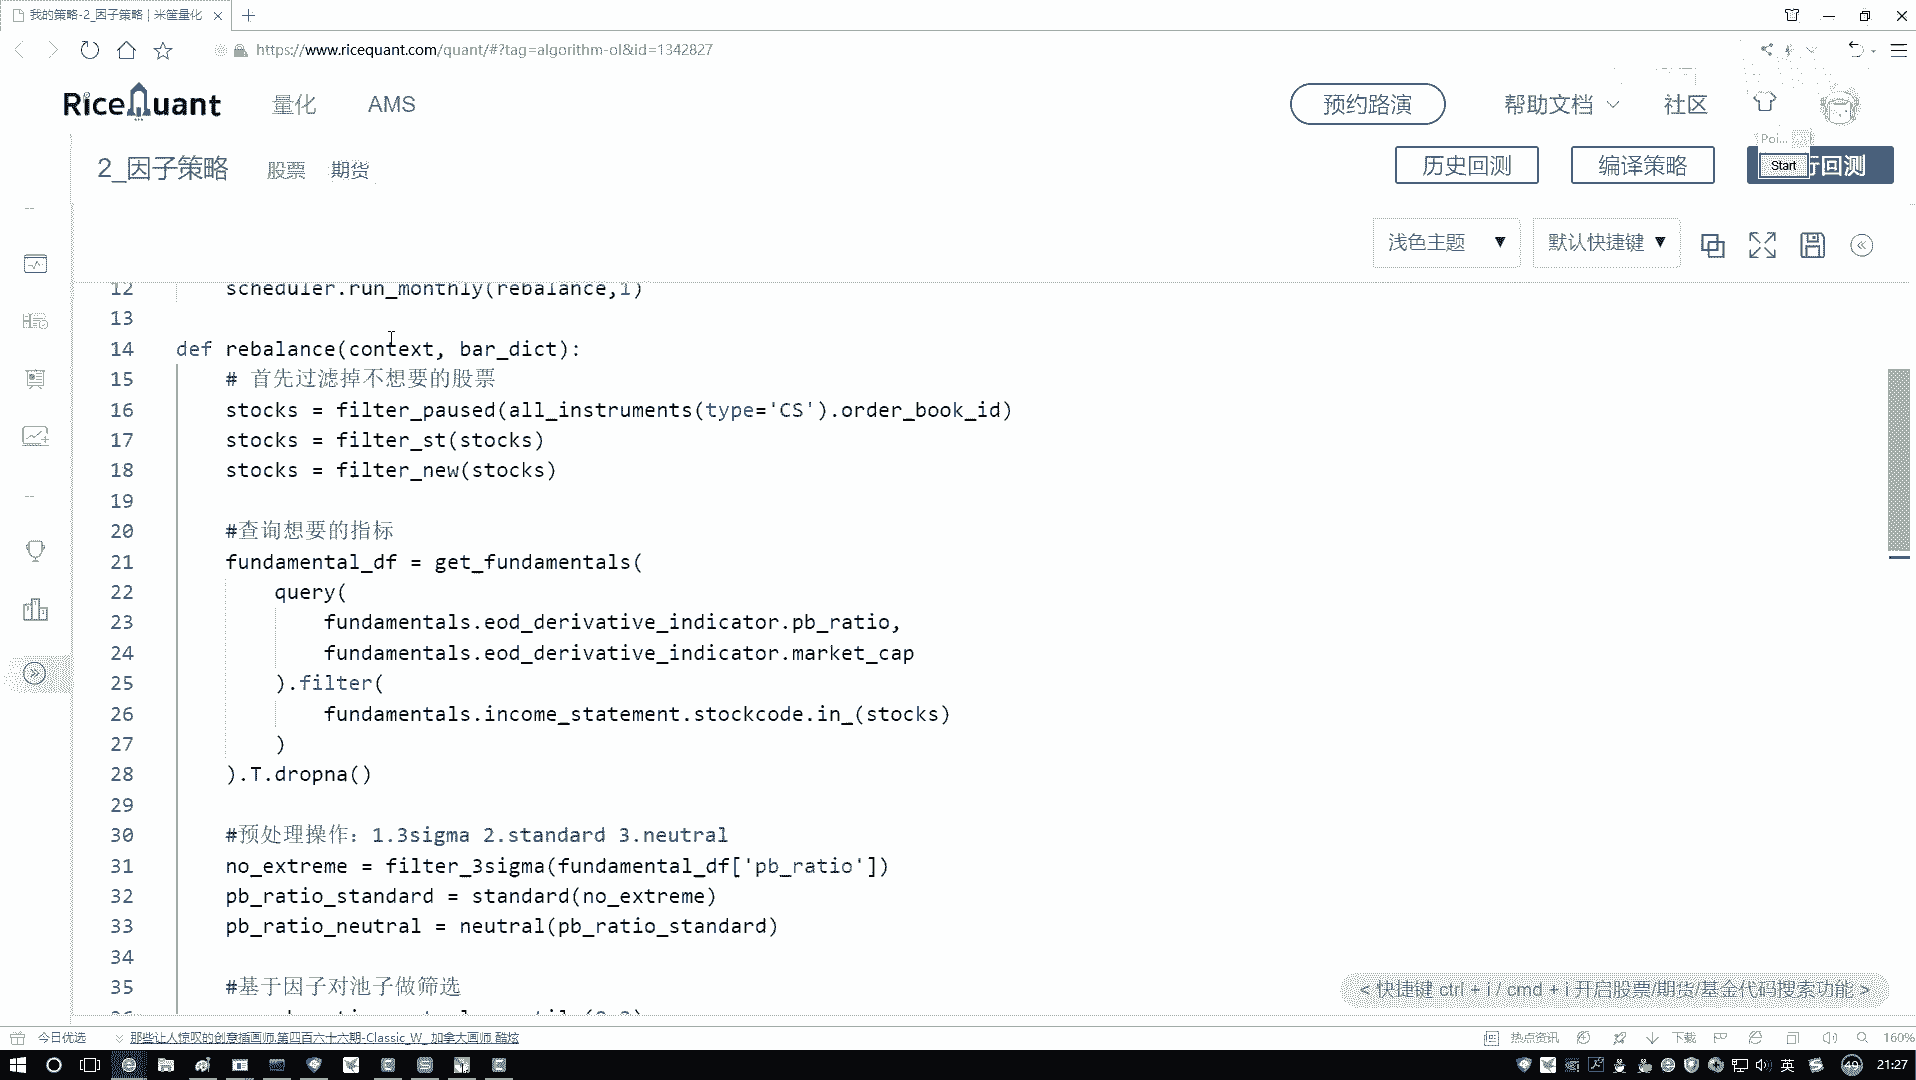 我的策略-2_因子策略 | 米筐量化
https://www.ricequant.com/quant/#?tag=algorithm-ol&id=1342827
RiceQuant 量化 AMS 预约路演 帮助文档 社区
Poi...
2_因子策略 股票 期货 历史回测 编译策略 Start 行回测
浅色主题 默认快捷键
12 scheduler.run_monthly(rebalance,1)
13
14 def rebalance(context, bar_dict):
15 # 首先过滤掉不想要的股票
16 stocks = filter_paused(all_instruments(type='CS').order_book_id)
17 stocks = filter_st(stocks)
18 stocks = filter_new(stocks)
19
20 #查询想要的指标
21 fundamental_df = get_fundamentals(
22 query(
23 fundamentals.eod_derivative_indicator.pb_ratio,
24 fundamentals.eod_derivative_indicator.market_cap
25 ).filter(
26 fundamentals.income_statement.stockcode.in_(stocks)
27 )
28 ).T.dropna()
29
30 #预处理操作：1.3sigma 2.standard 3.neutral
31 no_extreme = filter_3sigma(fundamental_df['pb_ratio'])
32 pb_ratio_standard = standard(no_extreme)
33 pb_ratio_neutral = neutral(pb_ratio_standard)
34
35 #基于因子对池子做筛选
< 快捷键 ctrl + i / cmd + i 开启股票/期货/基金代码搜索功能 >
今日优选 那些让人惊叹的创意插画师.第四百六十六期-Classic_W_ 加拿大画师 酷炫 热点资讯 下载 160%
英 49 21:27